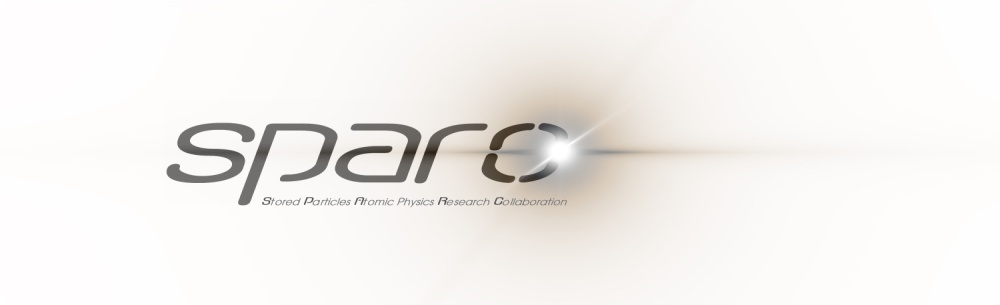 sparc
Stored Particles Atomic Physics Research Collaboration